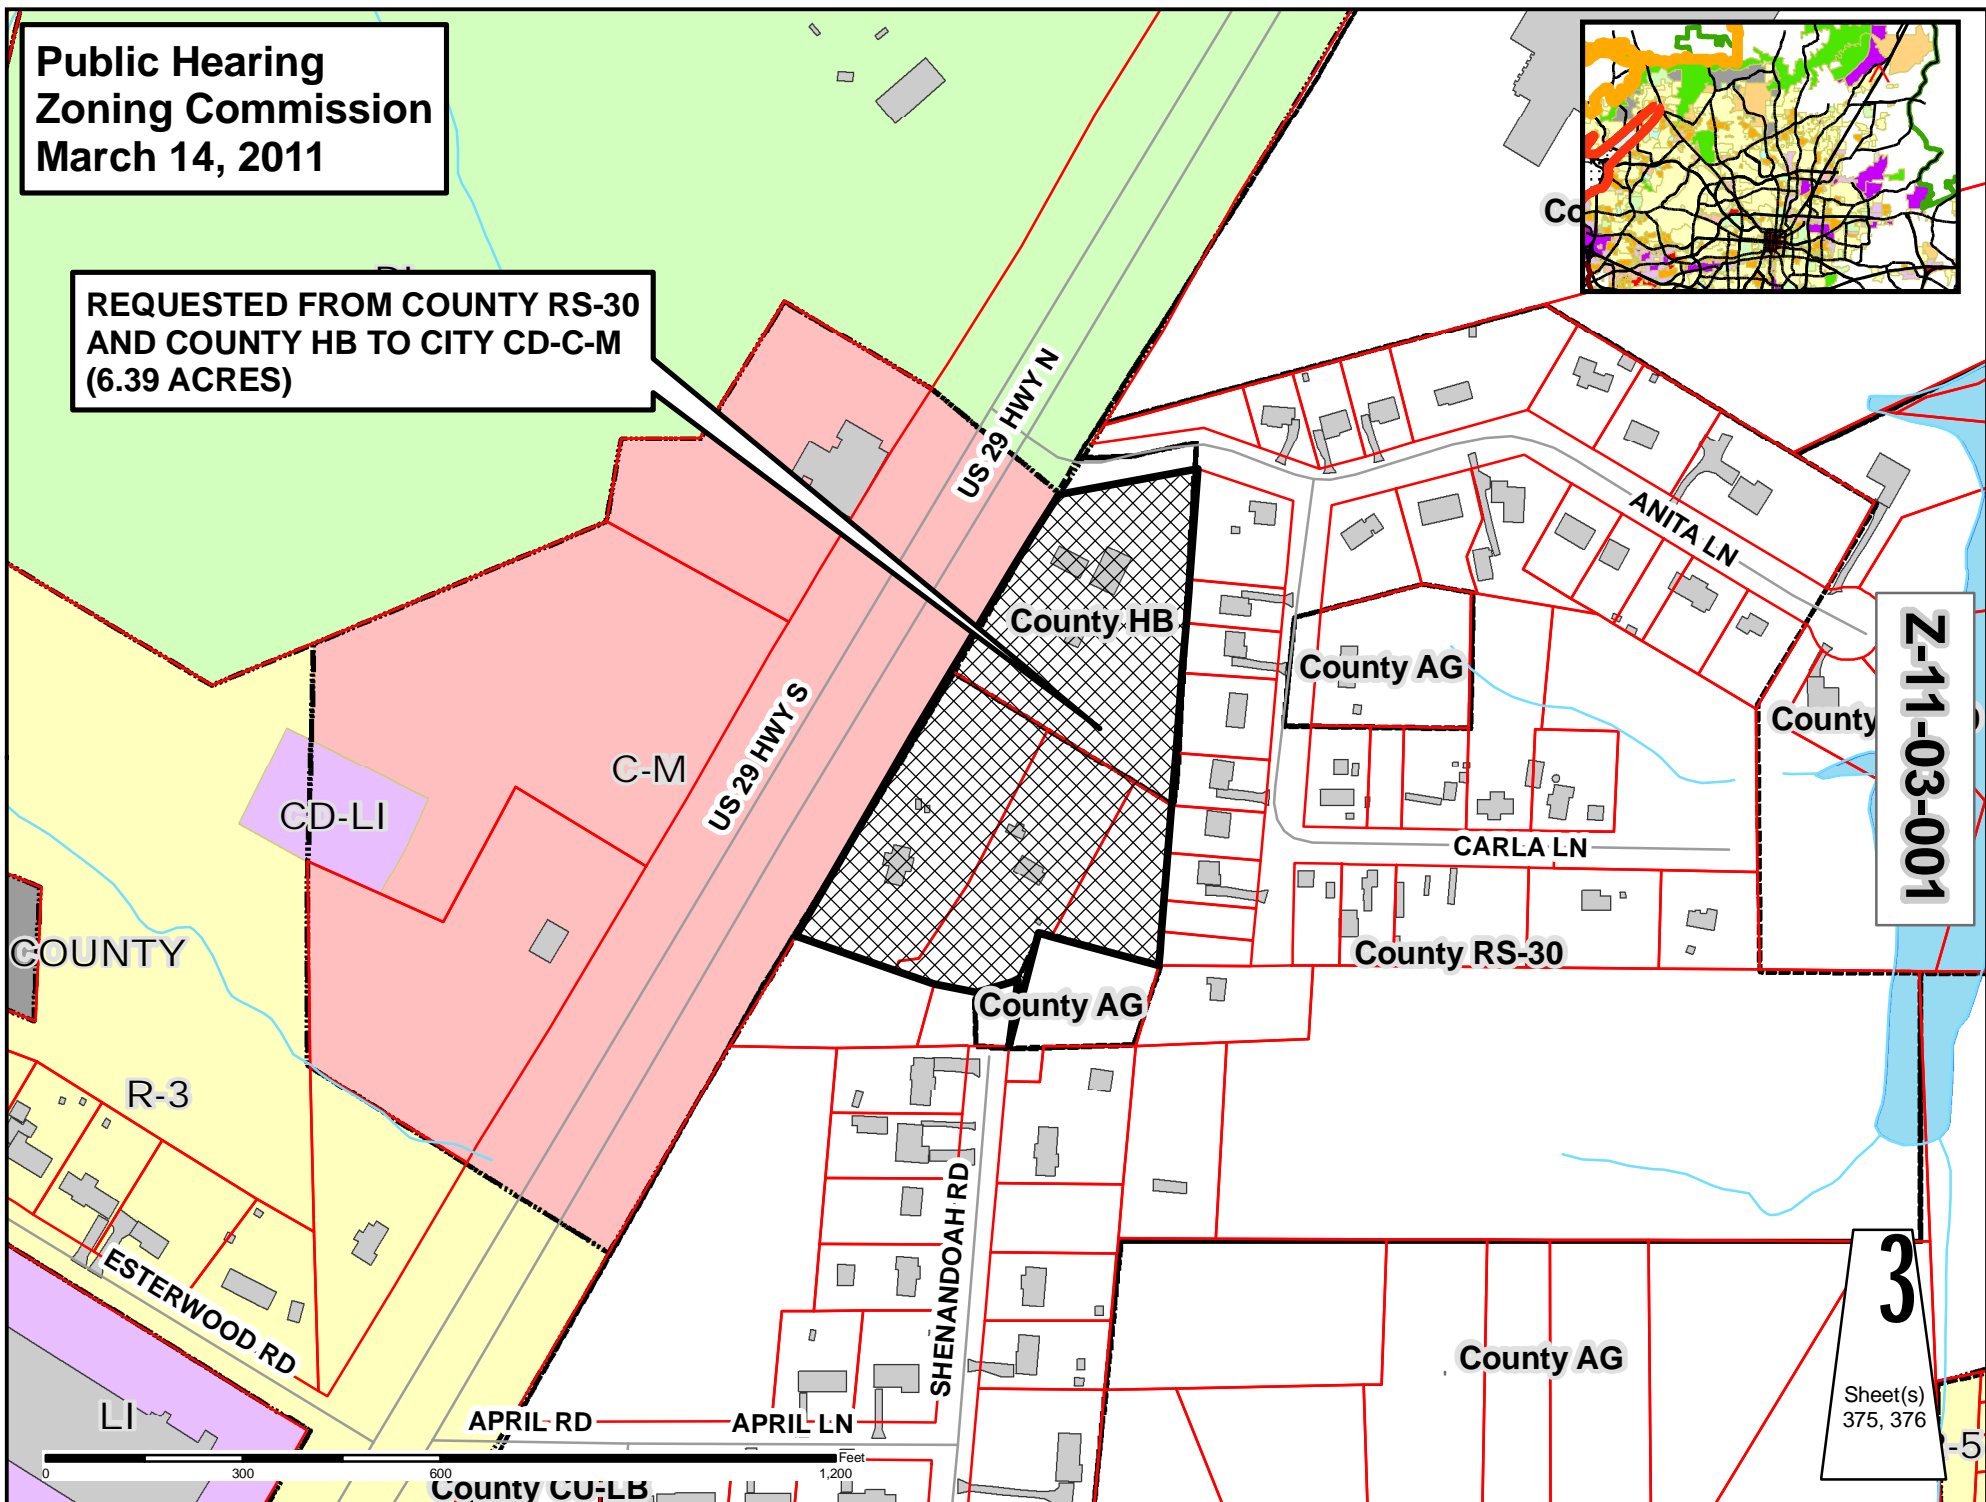 Public Hearing
Zoning Commission
March 14, 2011
REQUESTED FROM COUNTY RS-30
AND COUNTY HB TO CITY CD-C-M
(6.39 ACRES)
US 29 HWY N
US 29 HWY S
County HB
County AG
ANITA LN
County
Z-11-03-001
C-M
CD-LI
CARLA LN
COUNTY
County RS-30
County AG
R-3
SHENANDOAH RD
ESTERWOOD RD
County AG
3
Sheet(s)
375, 376
LI
APRIL RD
APRIL LN
0 300 600 1,200
Feet
County CU-LB
-5